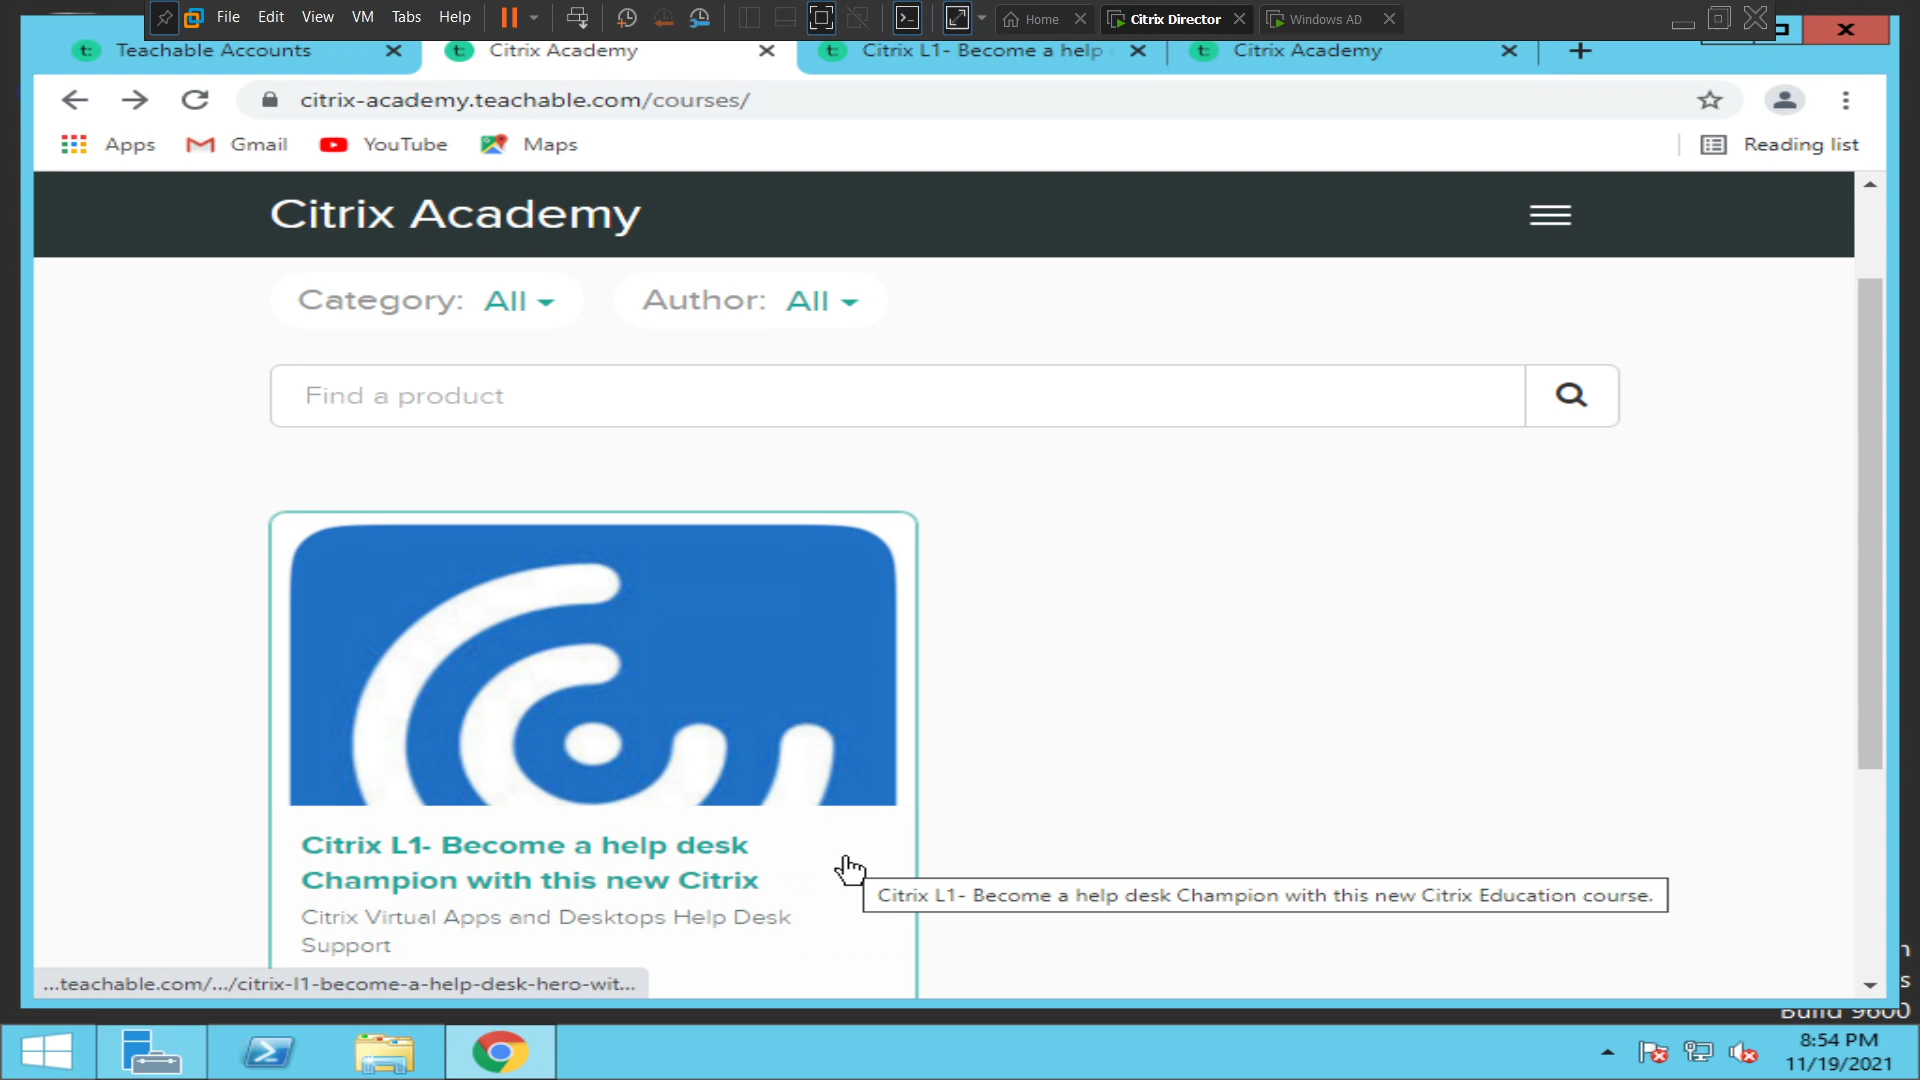 File Edit View VM Tabs Help Home Citrix Director Windows AD
Teachable Accounts Citrix Academy Citrix L1- Become a help Citrix Academy
citrix-academy.teachable.com/courses/
Apps Gmail YouTube Maps Reading list
Citrix Academy
Category: All Author: All
Find a product
Citrix L1- Become a help desk
Champion with this new Citrix
Citrix L1- Become a help desk Champion with this new Citrix Education course.
Citrix Virtual Apps and Desktops Help Desk
Support
...teachable.com/.../citrix-l1-become-a-help-desk-hero-wit...
Build 9600
8:54 PM
11/19/2021